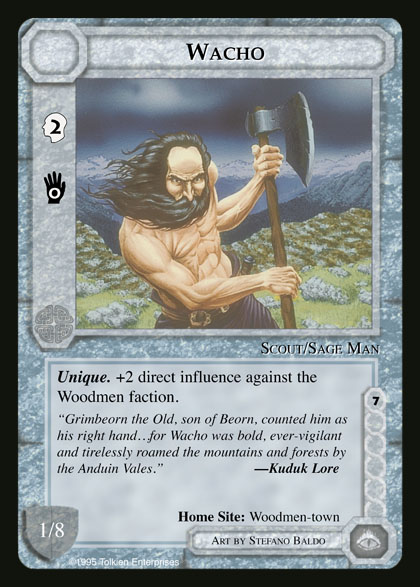 WACHO
2
SCOUT/SAGE MAN
Unique. +2 direct influence against the
Woodmen faction.
7
“Grimbeorn the Old, son of Beorn, counted him as
his right hand…for Wacho was bold, ever-vigilant
and tirelessly roamed the mountains and forests by
the Anduin Vales.” —Kuduk Lore
Home Site: Woodmen-town
1/8
ART BY STEFANO BALDO
©1995 Tolkien Enterprises